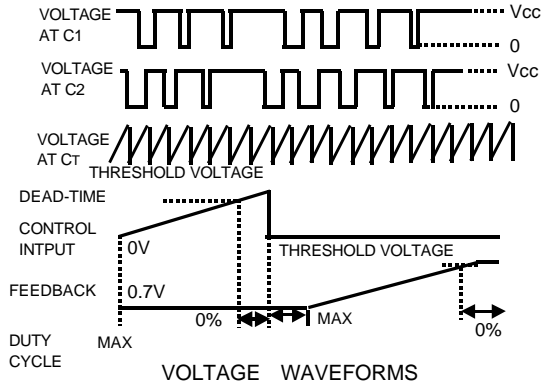 VOLTAGE
AT C1
Vcc
0
VOLTAGE
AT C2
Vcc
0
VOLTAGE
AT CT
THRESHOLD VOLTAGE
DEAD-TIME
CONTROL
INTPUT
0V
THRESHOLD VOLTAGE
FEEDBACK
0.7V
0%
MAX
0%
DUTY
CYCLE
MAX
VOLTAGE WAVEFORMS